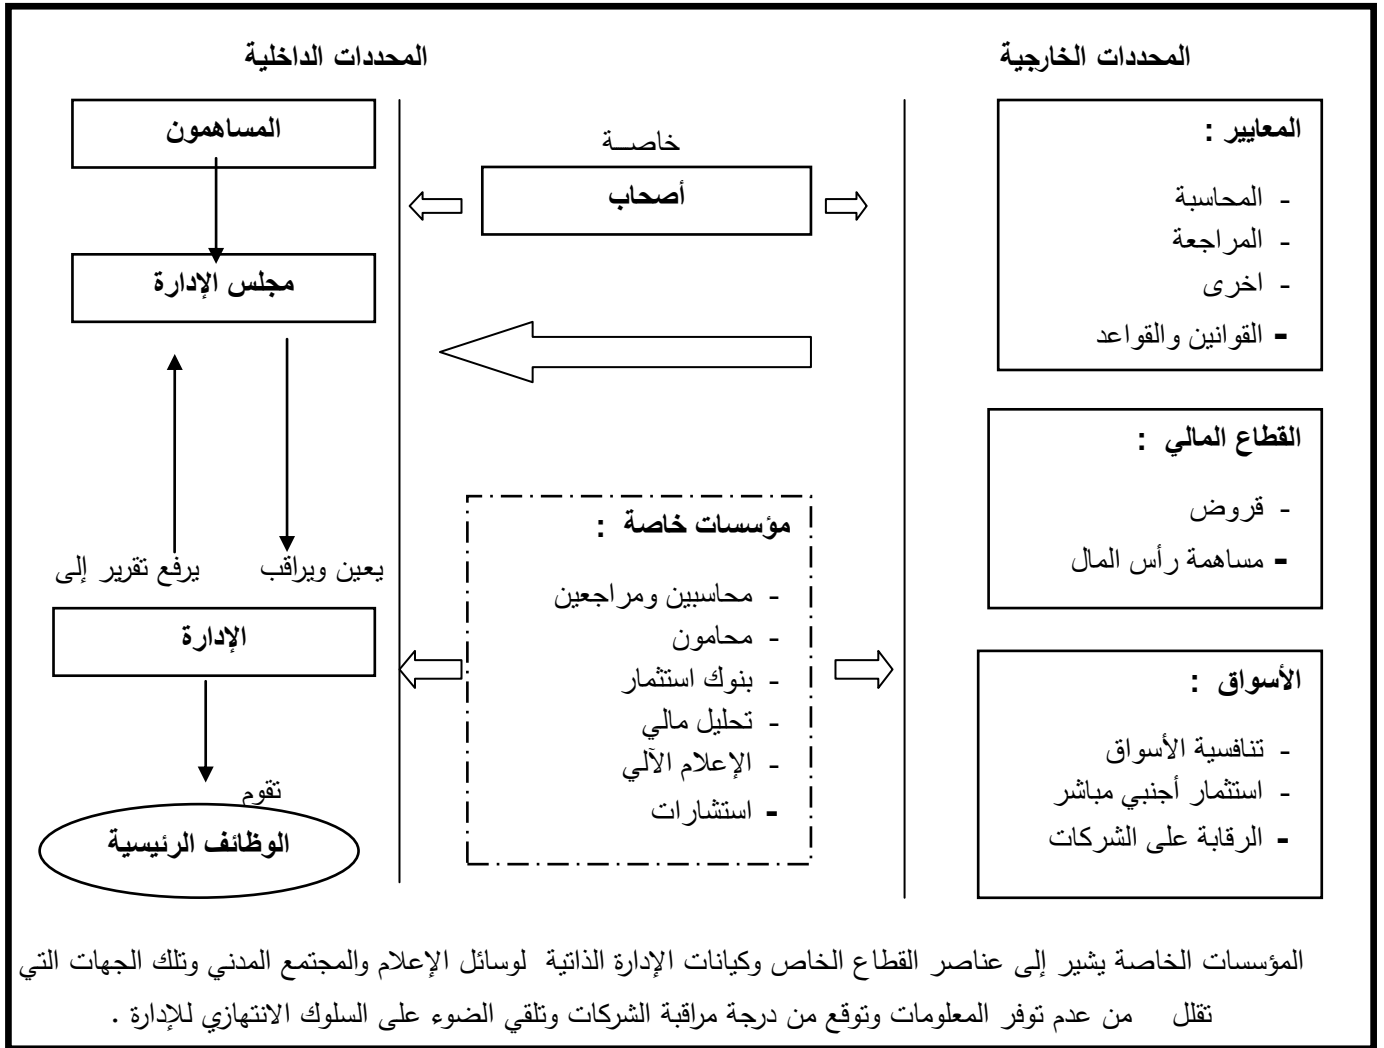 المحددات الخارجية
المحددات الداخلية
المعايير :
- المحاسبة
- المراجعة
- اخرى
- القوانين والقواعد
القطاع المالي :
- قروض
- مساهمة رأس المال
الأسواق :
- تنافسية الأسواق
- استثمار أجنبي مباشر
- الرقابة على الشركات
خاصــة
أصحاب
مؤسسات خاصة :
- محاسبين ومراجعين
- محامون
- بنوك استثمار
- تحليل مالي
- الإعلام الآلي
- استشارات
المساهمون
مجلس الإدارة
يعين ويراقب
يرفع تقرير إلى
الإدارة
تقوم
الوظائف الرئيسية
المؤسسات الخاصة يشير إلى عناصر القطاع الخاص وكيانات الإدارة الذاتية لوسائل الإعلام والمجتمع المدني وتلك الجهات التي
تقلل من عدم توفر المعلومات وتوقع من درجة مراقبة الشركات وتلقي الضوء على السلوك الانتهازي للإدارة .